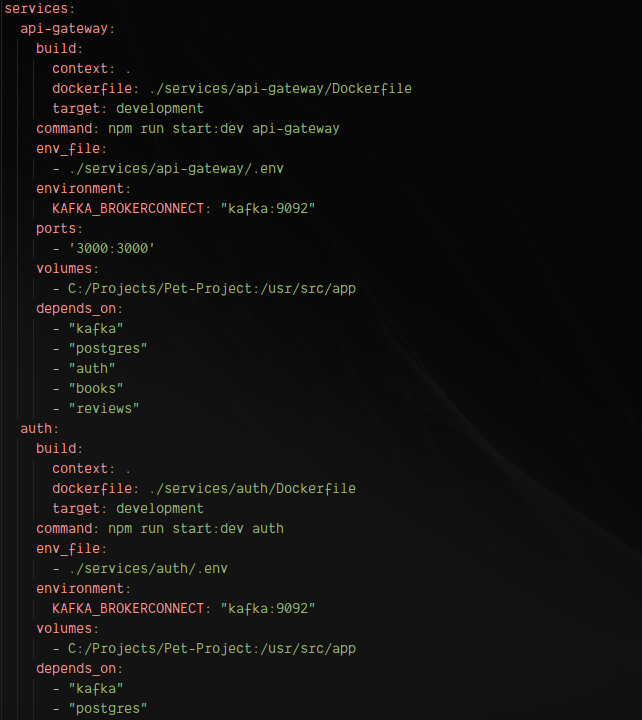 services:
  api-gateway:
    build:
      context: .
      dockerfile: ./services/api-gateway/Dockerfile
      target: development
    command: npm run start:dev api-gateway
    env_file:
      - ./services/api-gateway/.env
    environment:
      KAFKA_BROKERCONNECT: "kafka:9092"
    ports:
      - '3000:3000'
    volumes:
      - C:/Projects/Pet-Project:/usr/src/app
    depends_on:
      - "kafka"
      - "postgres"
      - "auth"
      - "books"
      - "reviews"
  auth:
    build:
      context: .
      dockerfile: ./services/auth/Dockerfile
      target: development
    command: npm run start:dev auth
    env_file:
      - ./services/auth/.env
    environment:
      KAFKA_BROKERCONNECT: "kafka:9092"
    volumes:
      - C:/Projects/Pet-Project:/usr/src/app
    depends_on:
      - "kafka"
      - "postgres"